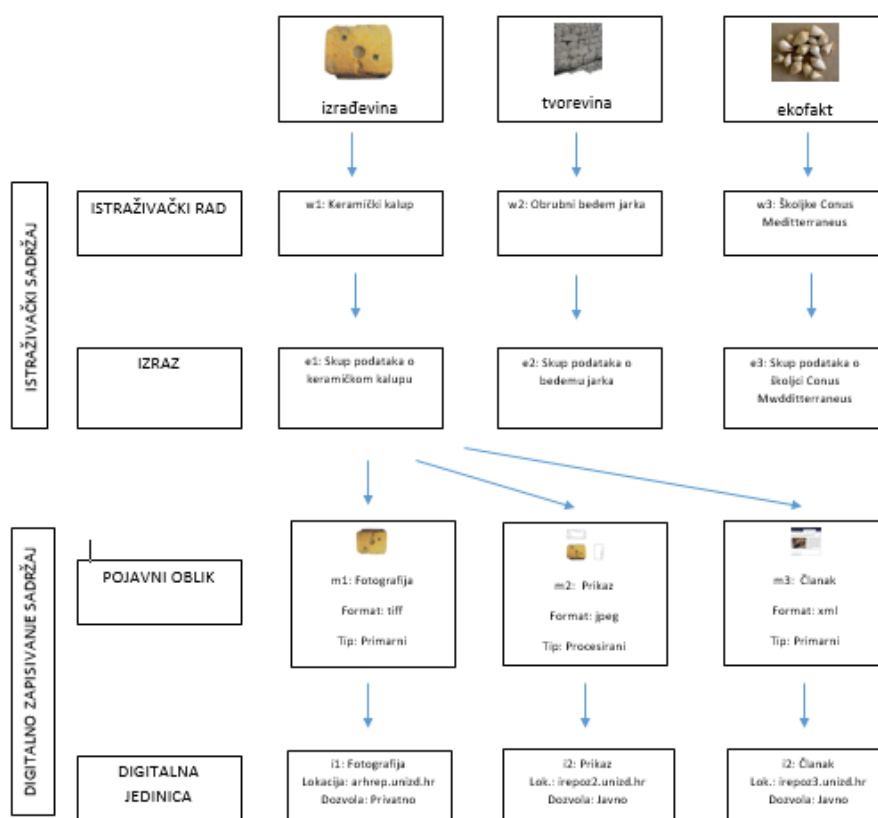 izrađevina
tvorevina
ekofakt
ISTRAŽIVAČKI SADRŽAJ
ISTRAŽIVAČKI RAD
w1: Keramički kalup
w2: Obrubni bedem jarka
w3: Školjke Conus
Meditterraneus
IZRAZ
e1: Skup podataka o
keramičkom kalupu
e2: Skup podataka o
bedemu jarka
e3: Skup podataka o
školjci Conus
Mwdditerraneus
DIGITALNO ZAPISIVANJE SADRŽAJ
POJAVNI OBLIK
m1: Fotografija
Format: tiff
Tip: Primarni
m2: Prikaz
Format: jpeg
Tip: Procesirani
m3: Članak
Format: xml
Tip: Primarni
DIGITALNA
JEDINICA
i1: Fotografija
Lokacija: arhrep.unizd.hr
Dozvola: Privatno
i2: Prikaz
Lok.: irepoz2.unizd.hr
Dozvola: Javno
i2: Članak
Lok.: irepoz3.unizd.hr
Dozvola: Javno